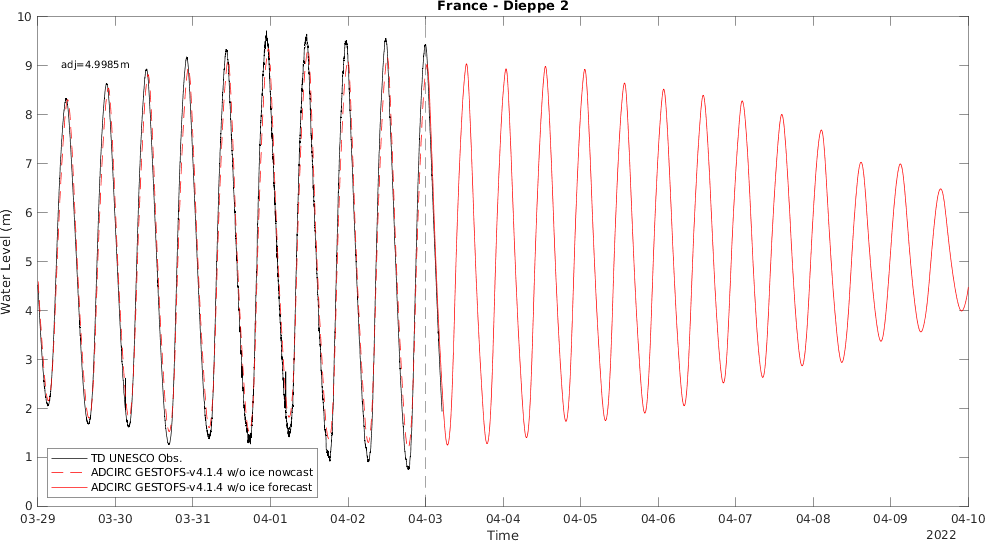 France - Dieppe 2
10
9
8
7
6
5
4
3
2
1
0
Water Level (m)
adj=4.9985m
TD UNESCO Obs.
ADCIRC GESTOFS-v4.1.4 w/o ice nowcast
ADCIRC GESTOFS-v4.1.4 w/o ice forecast
03-29 03-30 03-31 04-01 04-02 04-03 04-04 04-05 04-06 04-07 04-08 04-09 04-10
Time
2022